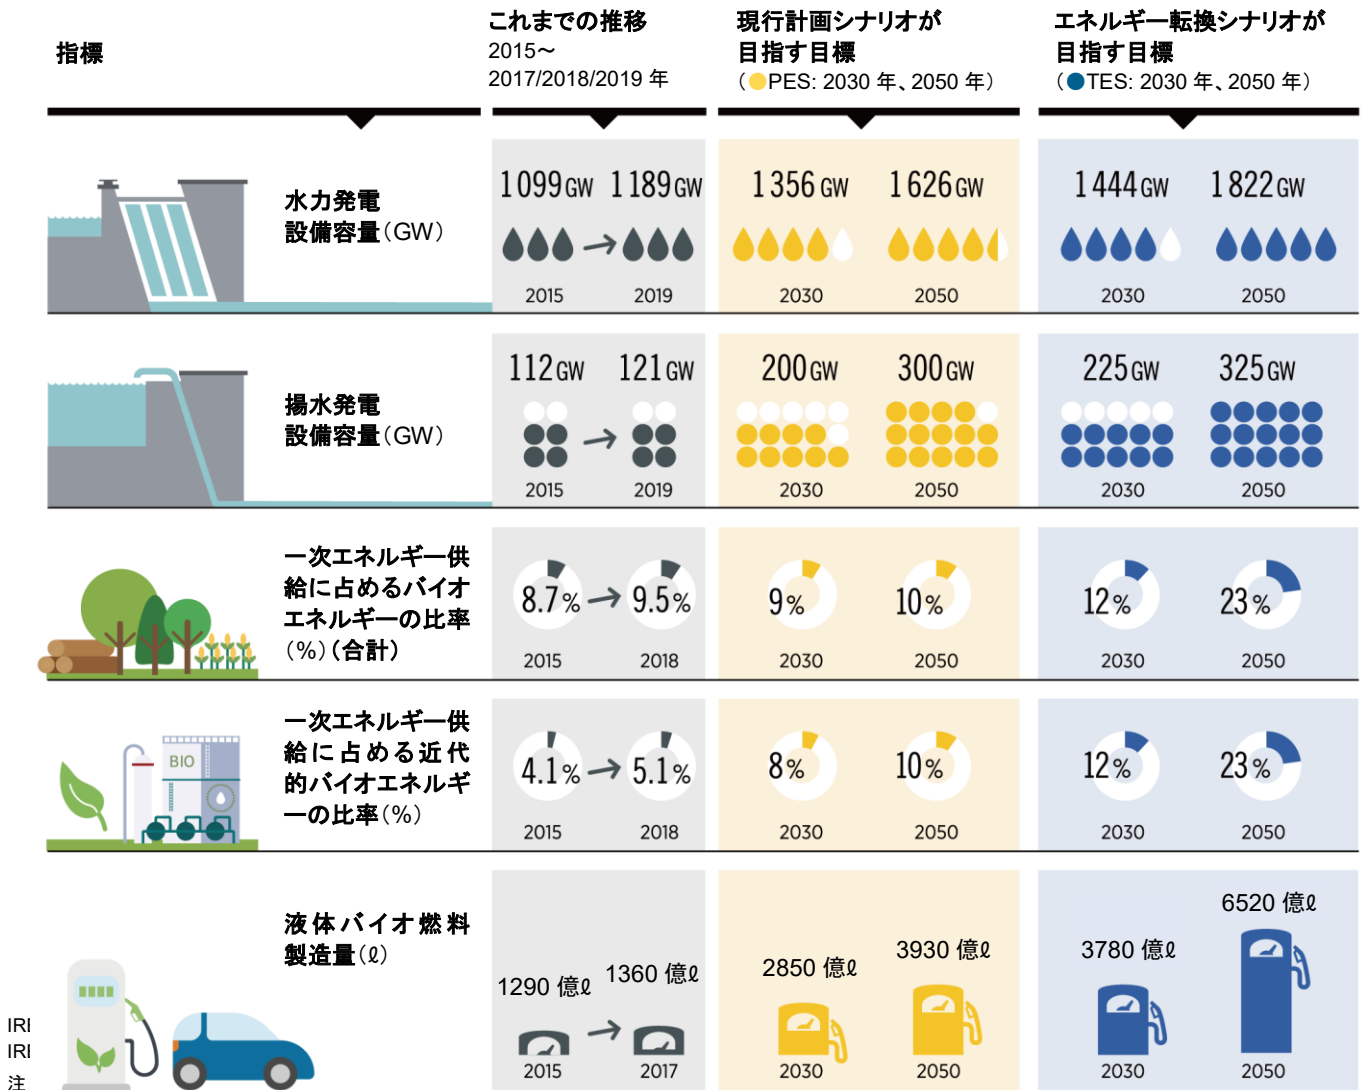 指標
これまでの推移
2015～
2017/2018/2019 年
現行計画シナリオが
目指す目標
（●PES: 2030 年、2050 年）
エネルギー転換シナリオが
目指す目標
（●TES: 2030 年、2050 年）
水力発電
設備容量（GW）
1099 GW 1189 GW
2015 2019
1356 GW 1626 GW
2030 2050
1444 GW 1822 GW
2030 2050
揚水発電
設備容量（GW）
112 GW 121 GW
2015 2019
200 GW 300 GW
2030 2050
225 GW 325 GW
2030 2050
一次エネルギー供
給に占めるバイオ
エネルギーの比率
（%）（合計）
8.7% 9.5%
2015 2018
9% 10%
2030 2050
12% 23%
2030 2050
BIO
一次エネルギー供
給に占める近代
的バイオエネルギ
ーの比率（%）
4.1% 5.1%
2015 2018
8% 10%
2030 2050
12% 23%
2030 2050
液体バイオ燃料
製造量（ℓ）
1290 億ℓ 1360 億ℓ
2015 2017
2850 億ℓ 3930 億ℓ
2030 2050
3780 億ℓ 6520 億ℓ
2030 2050
注